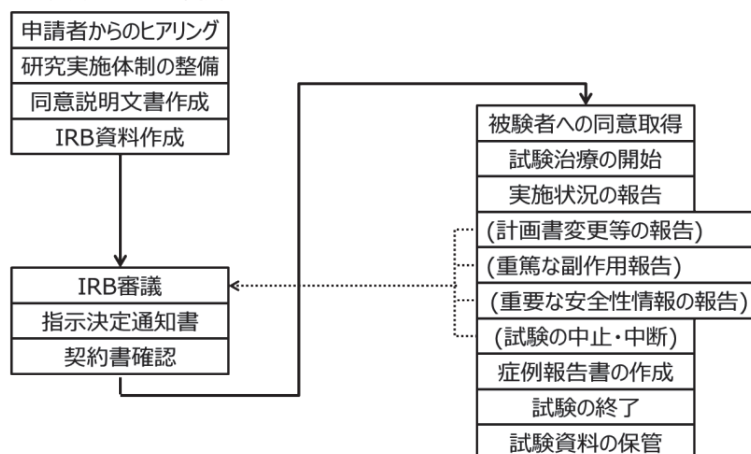 申請者からのヒアリング
研究実施体制の整備
同意説明文書作成
IRB資料作成
IRB審議
指示決定通知書
契約書確認
被験者への同意取得
試験治療の開始
実施状況の報告
(計画書変更等の報告)
(重篤な副作用報告)
(重要な安全性情報の報告)
(試験の中止・中断)
症例報告書の作成
試験の終了
試験資料の保管